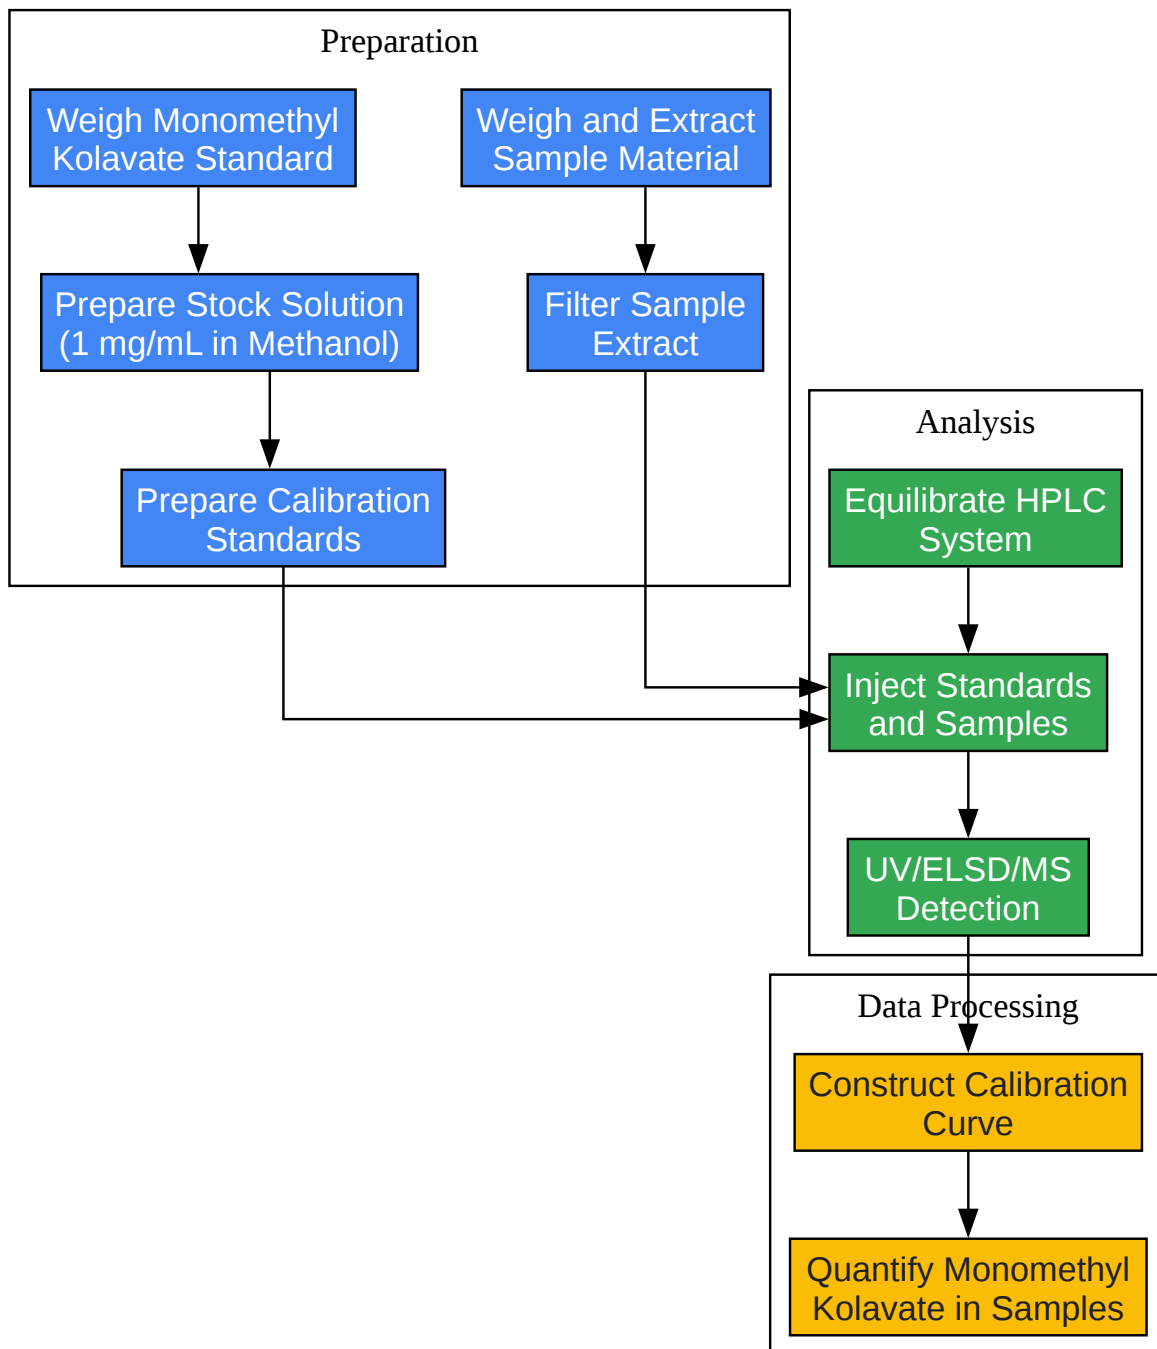 Preparation
Weigh Monomethyl
Kolavate Standard
Weigh and Extract
Sample Material
Prepare Stock Solution
(1 mg/mL in Methanol)
Filter Sample
Extract
Prepare Calibration
Standards
Analysis
Equilibrate HPLC
System
Inject Standards
and Samples
UV/ELSD/MS
Detection
Data Processing
Construct Calibration
Curve
Quantify Monomethyl
Kolavate in Samples